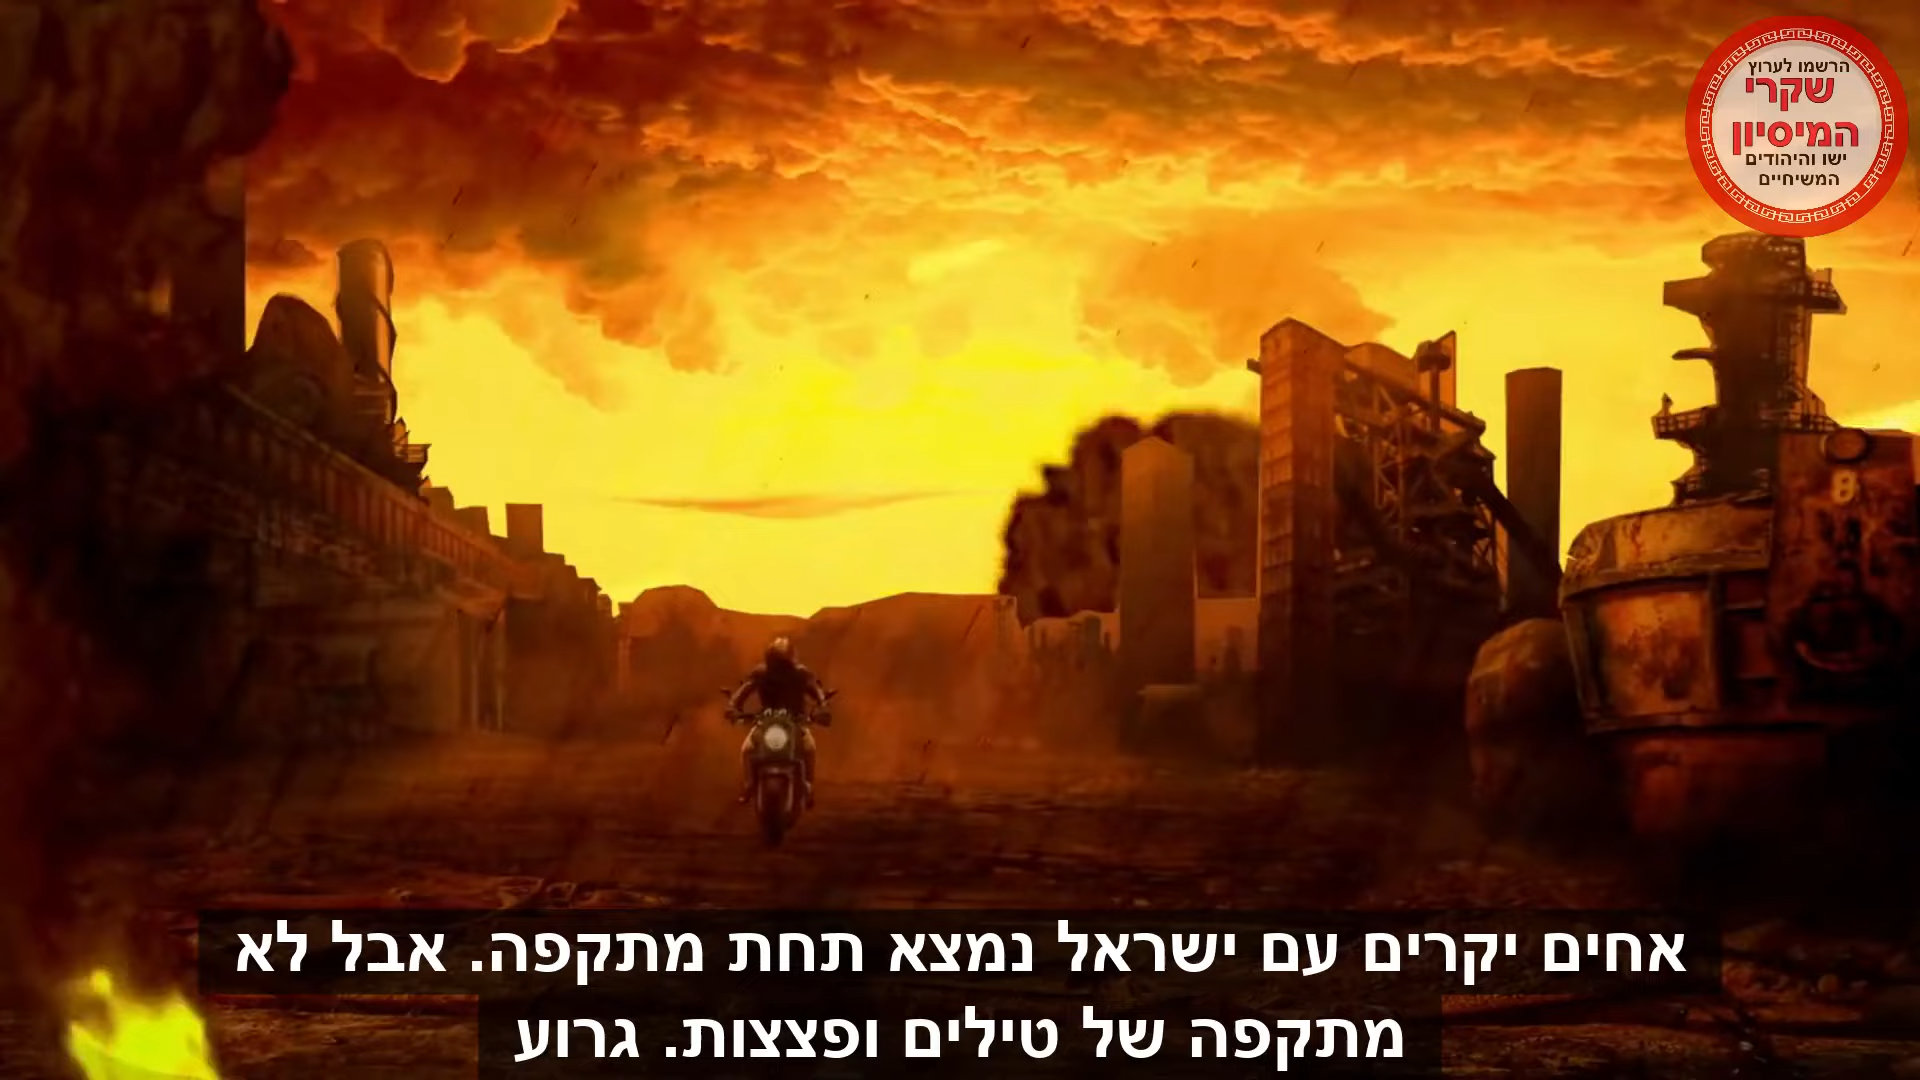 הרשמו לערוץ
שקרי
המיסיון
ישו והיהודים
המשיחיים
8
אחים יקרים עם ישראל נמצא תחת מתקפה. אבל לא
מתקפה של טילים ופצצות. גרוע